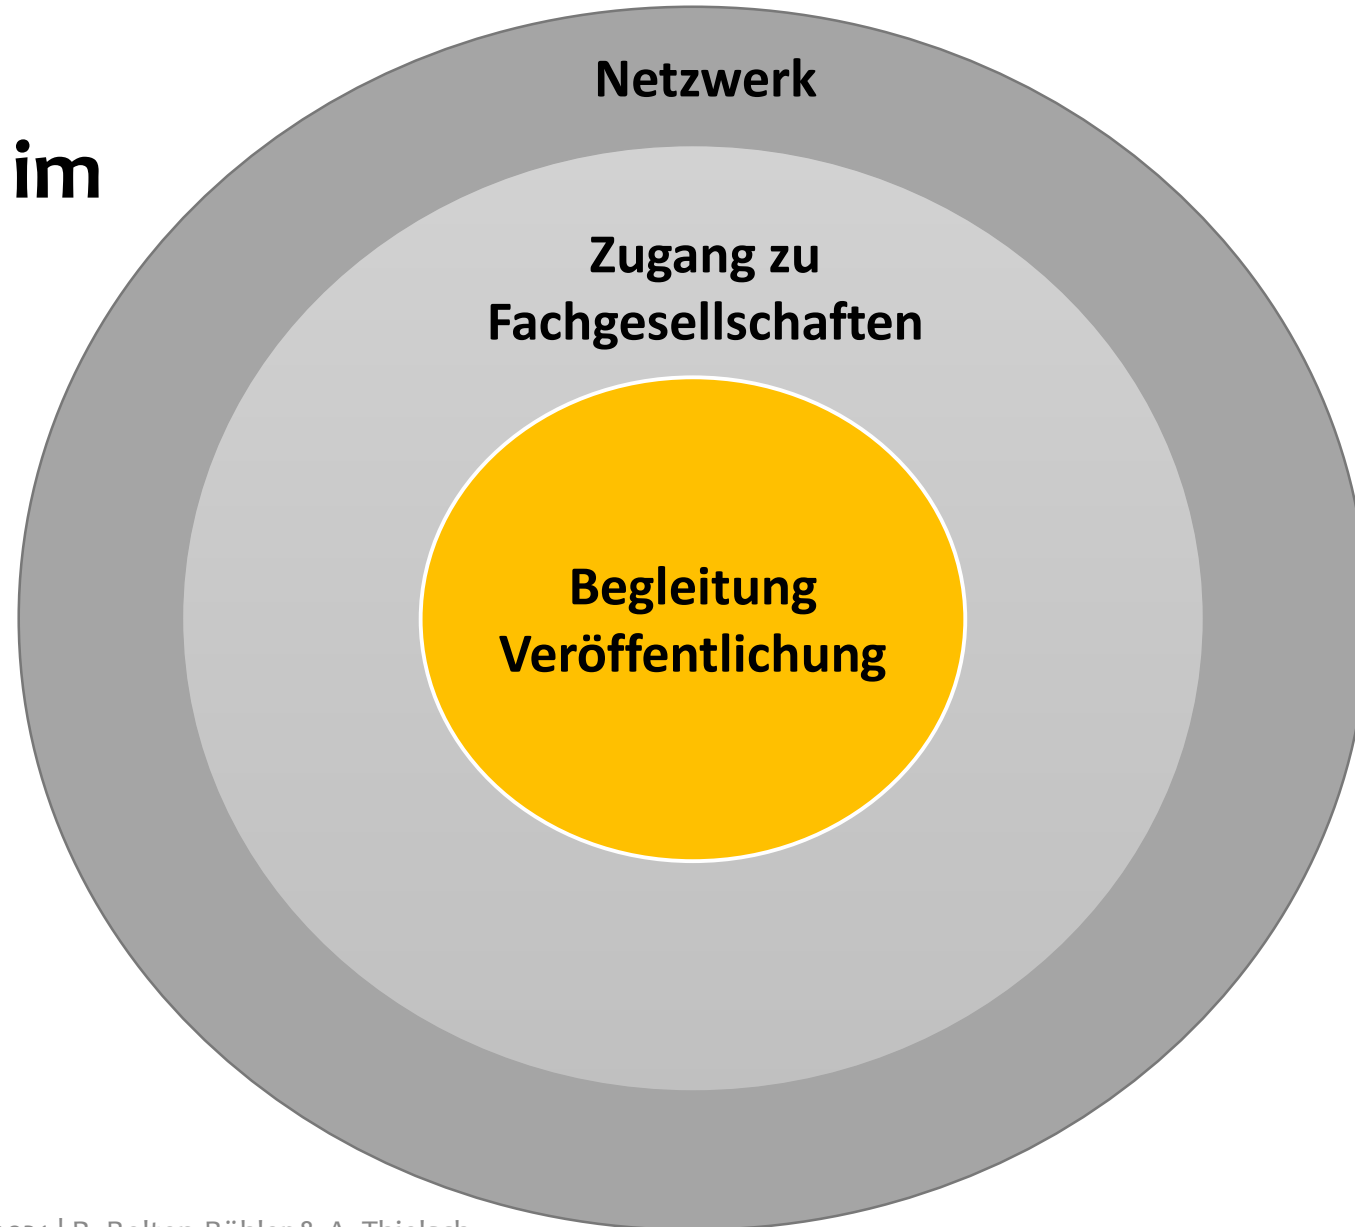 Netzwerk
im
Zugang zu
Fachgesellschaften
Begleitung
Veröffentlichung